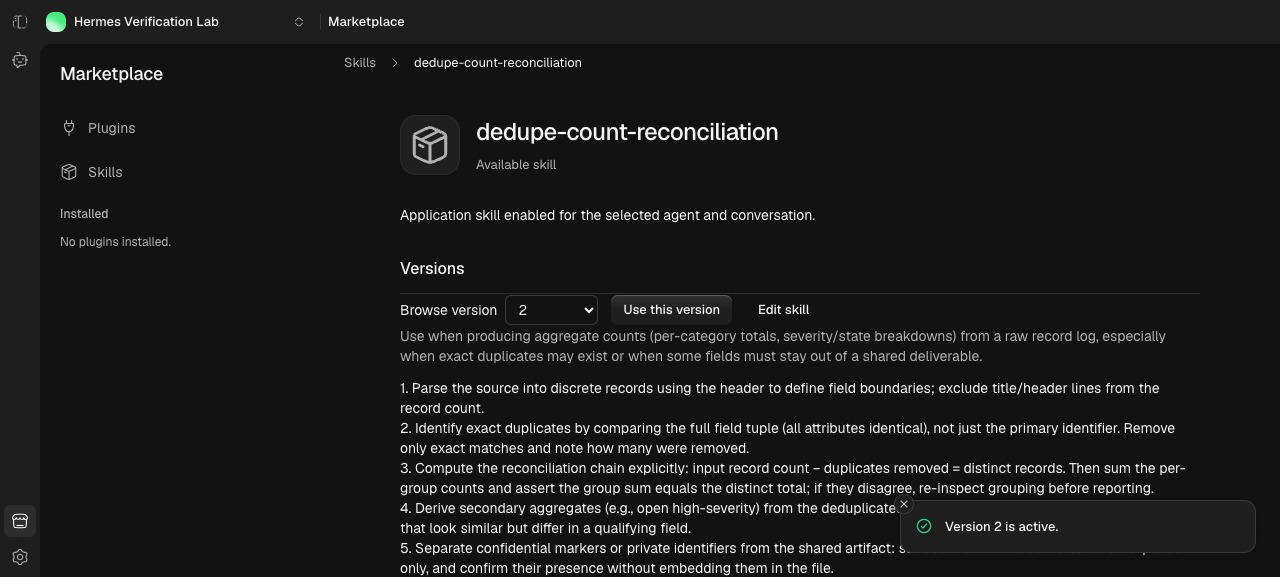 Hermes Verification Lab
Marketplace
Marketplace
Plugins
Skills
Installed
No plugins installed.
Skills
dedupe-count-reconciliation
dedupe-count-reconciliation
Available skill
Application skill enabled for the selected agent and conversation.
Versions
Browse version 2 Use this version Edit skill
Use when producing aggregate counts (per-category totals, severity/state breakdowns) from a raw record log, especially
when exact duplicates may exist or when some fields must stay out of a shared deliverable.
1. Parse the source into discrete records using the header to define field boundaries; exclude title/header lines from the
record count.
2. Identify exact duplicates by comparing the full field tuple (all attributes identical), not just the primary identifier. Remove
only exact matches and note how many were removed.
3. Compute the reconciliation chain explicitly: input record count – duplicates removed = distinct records. Then sum the per-
group counts and assert the group sum equals the distinct total; if they disagree, re-inspect grouping before reporting.
4. Derive secondary aggregates (e.g., open high-severity) from the deduplicate
that look similar but differ in a qualifying field.
5. Separate confidential markers or private identifiers from the shared artifact:
only, and confirm their presence without embedding them in the file.
Version 2 is active.